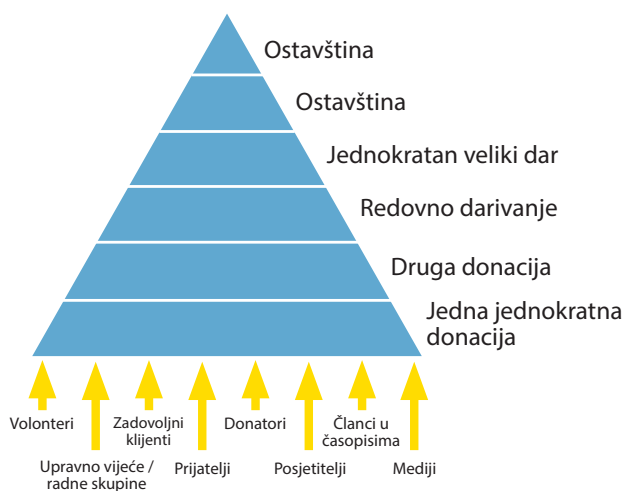 Ostavština
Ostavština
Jednokratan veliki dar
Redovno darivanje
Druga donacija
Jedna jednokratna
donacija
Volonteri
Upravno vijeće /
radne skupine
Zadovoljni
klijenti
Prijatelji
Donatori
Posjetitelji
Članci u
časopisima
Mediji